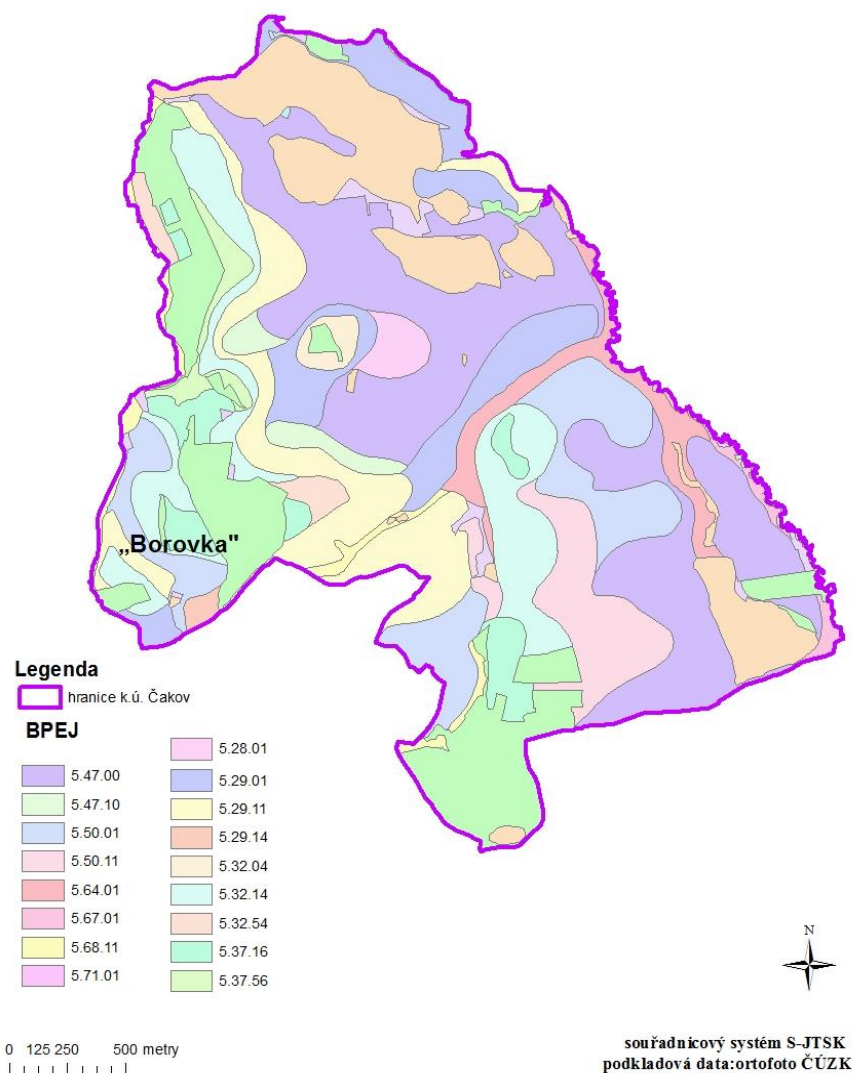 „Borovka"
Legenda
hranice k.ú. Čakov
BPEJ
5.47.00
5.47.10
5.50.01
5.50.11
5.64.01
5.67.01
5.68.11
5.71.01
5.28.01
5.29.01
5.29.11
5.29.14
5.32.04
5.32.14
5.32.54
5.37.16
5.37.56
N
0 125 250 500 metry
souřadnicový systém S-JTSK
podkladová data:ortofoto ČÚZK